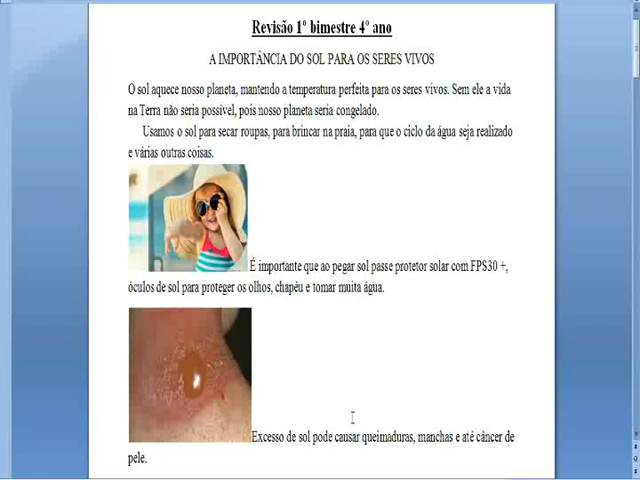 Revisão 1º bimestre 4º ano
A IMPORTÂNCIA DO SOL PARA OS SERES VIVOS
O sol aquece nosso planeta, mantendo a temperatura perfeita para os seres vivos. Sem ele a vida
na Terra não seria possível, pois nosso planeta seria congelado.
Usamos o sol para secar roupas, para brincar na praia, para que o ciclo da água seja realizado
e várias outras coisas.
É importante que ao pegar sol passe protetor solar com FPS30 +,
óculos de sol para proteger os olhos, chapéu e tomar muita água.
Excesso de sol pode causar queimaduras, manchas e até câncer de
pele.